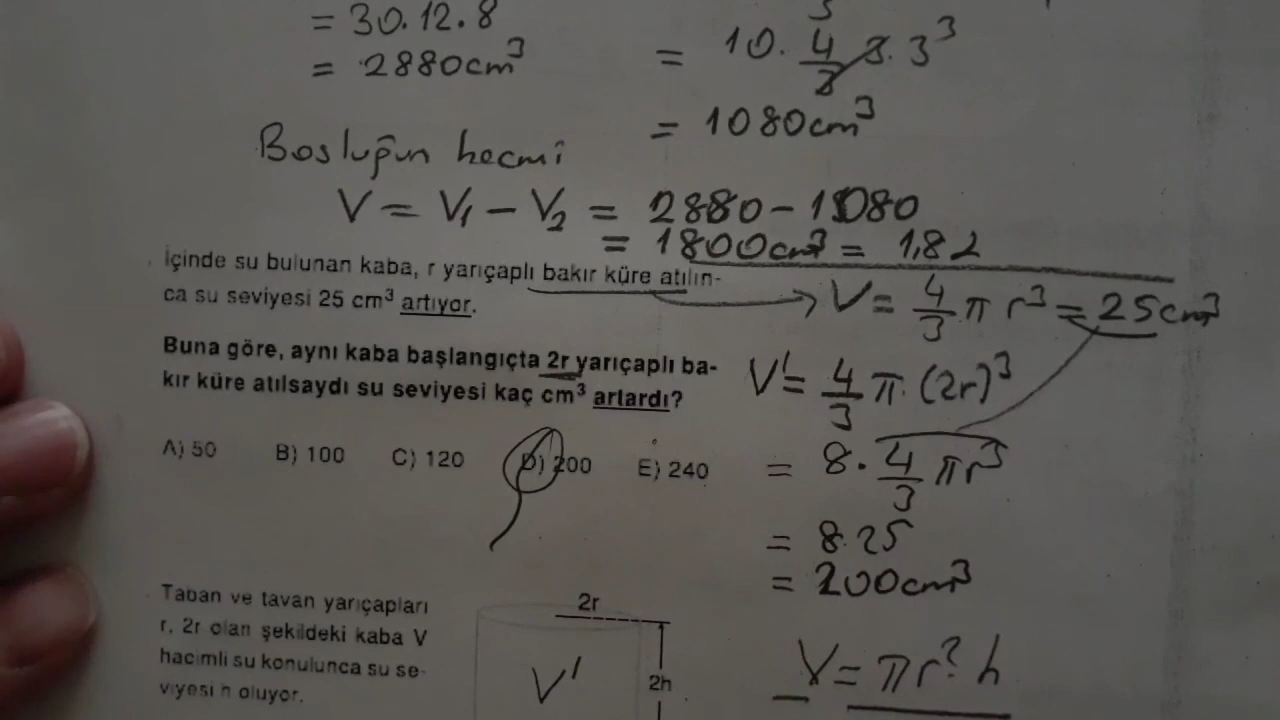 = 30.12.8
= 2880cm³
= 10. 4/3 3.3³
= 1080cm³
Boşluğun hacmi
V = V₁ - V₂ = 2880 - 1080
= 1800cm³ = 1,8L
İçinde su bulunan kaba, r yarıçaplı bakır küre atılın-
ca su seviyesi 25 cm³ artıyor.
V = 4/3 π r³ = 25cm³
Buna göre, aynı kaba başlangıçta 2r yarıçaplı ba-
kır küre atılsaydı su seviyesi kaç cm³ artardı?
V' = 4/3 π. (2r)³
A) 50 B) 100 C) 120 D) 200 E) 240
= 8. 4/3 πr³
= 8.25
= 200cm³
Taban ve tavan yarıçapları
r, 2r olan şekildeki kaba V
hacimli su konulunca su se-
viyesi h oluyor.
2r
V'
2h
V = πr². h